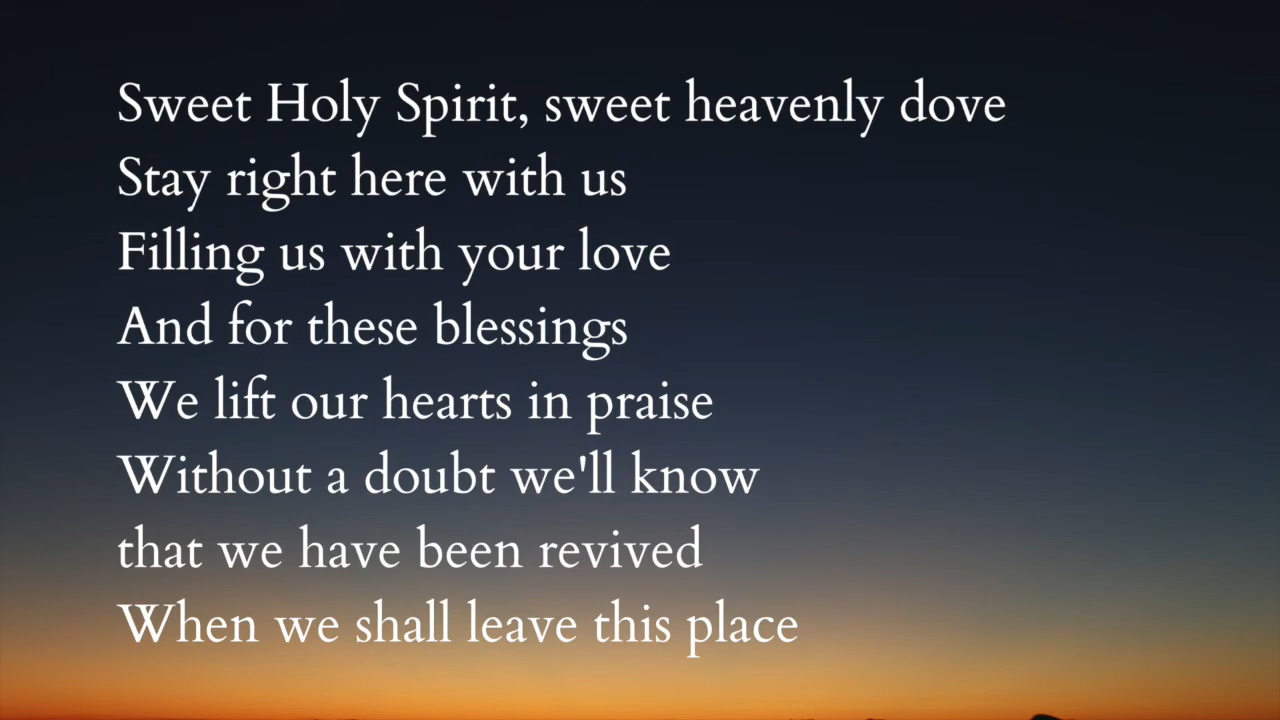 Sweet Holy Spirit, sweet heavenly dove
Stay right here with us
Filling us with your love
And for these blessings
We lift our hearts in praise
Without a doubt we'll know
that we have been revived
When we shall leave this place